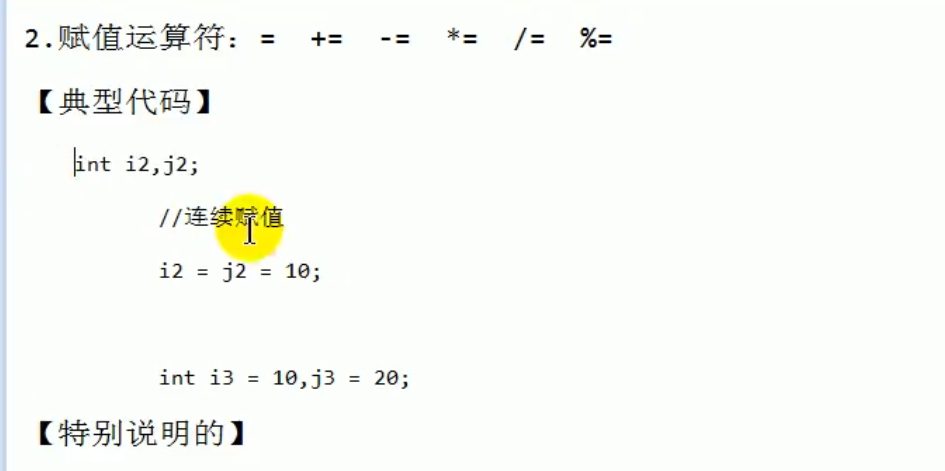 2.赋值运算符：=  +=  -=  *=  /=  %=
【典型代码】
int i2,j2;
//连续赋值
i2 = j2 = 10;
int i3 = 10,j3 = 20;
【特别说明的】